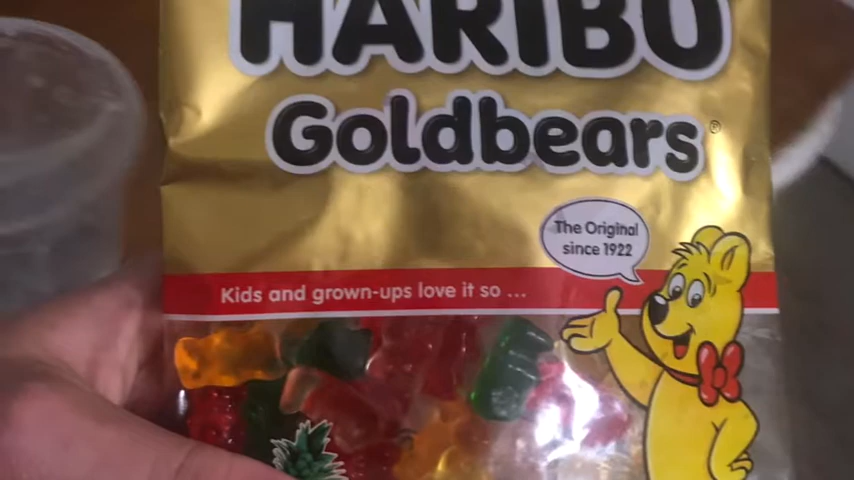 HARIBO
Goldbears®
The Original
since 1922
Kids and grown-ups love it so ...